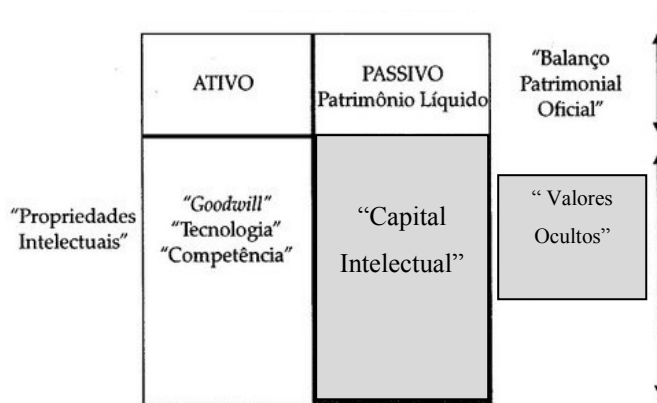 ATIVO
PASSIVO
Patrimônio Líquido
“Balanço
Patrimonial
Oficial”
“Propriedades
Intelectuais”
“Goodwill”
“Tecnologia”
“Competência”
“Capital
Intelectual”
“ Valores
Ocultos”